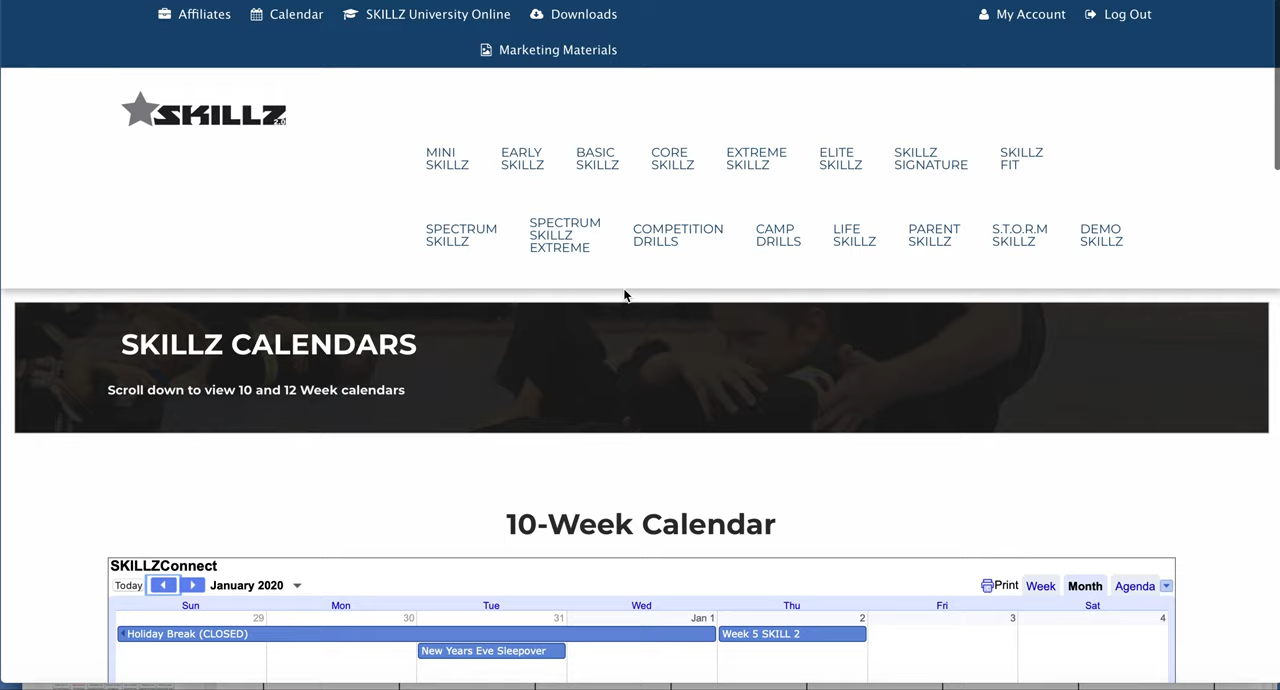 Affiliates Calendar SKILLZ University Online Downloads My Account Log Out
Marketing Materials
SKILLZ 2.0
MINI SKILLZ
EARLY SKILLZ
BASIC SKILLZ
CORE SKILLZ
EXTREME SKILLZ
ELITE SKILLZ
SKILLZ SIGNATURE
SKILLZ FIT
SPECTRUM SKILLZ
SPECTRUM SKILLZ EXTREME
COMPETITION DRILLS
CAMP DRILLS
LIFE SKILLZ
PARENT SKILLZ
S.T.O.R.M SKILLZ
DEMO SKILLZ
SKILLZ CALENDARS
Scroll down to view 10 and 12 Week calendars
10-Week Calendar
SKILLZConnect
Today January 2020 Print Week Month Agenda
Sun Mon Tue Wed Thu Fri Sat
29 30 31 Jan 1 2 3 4
Holiday Break (CLOSED) Week 5 SKILL 2
New Years Eve Sleepover